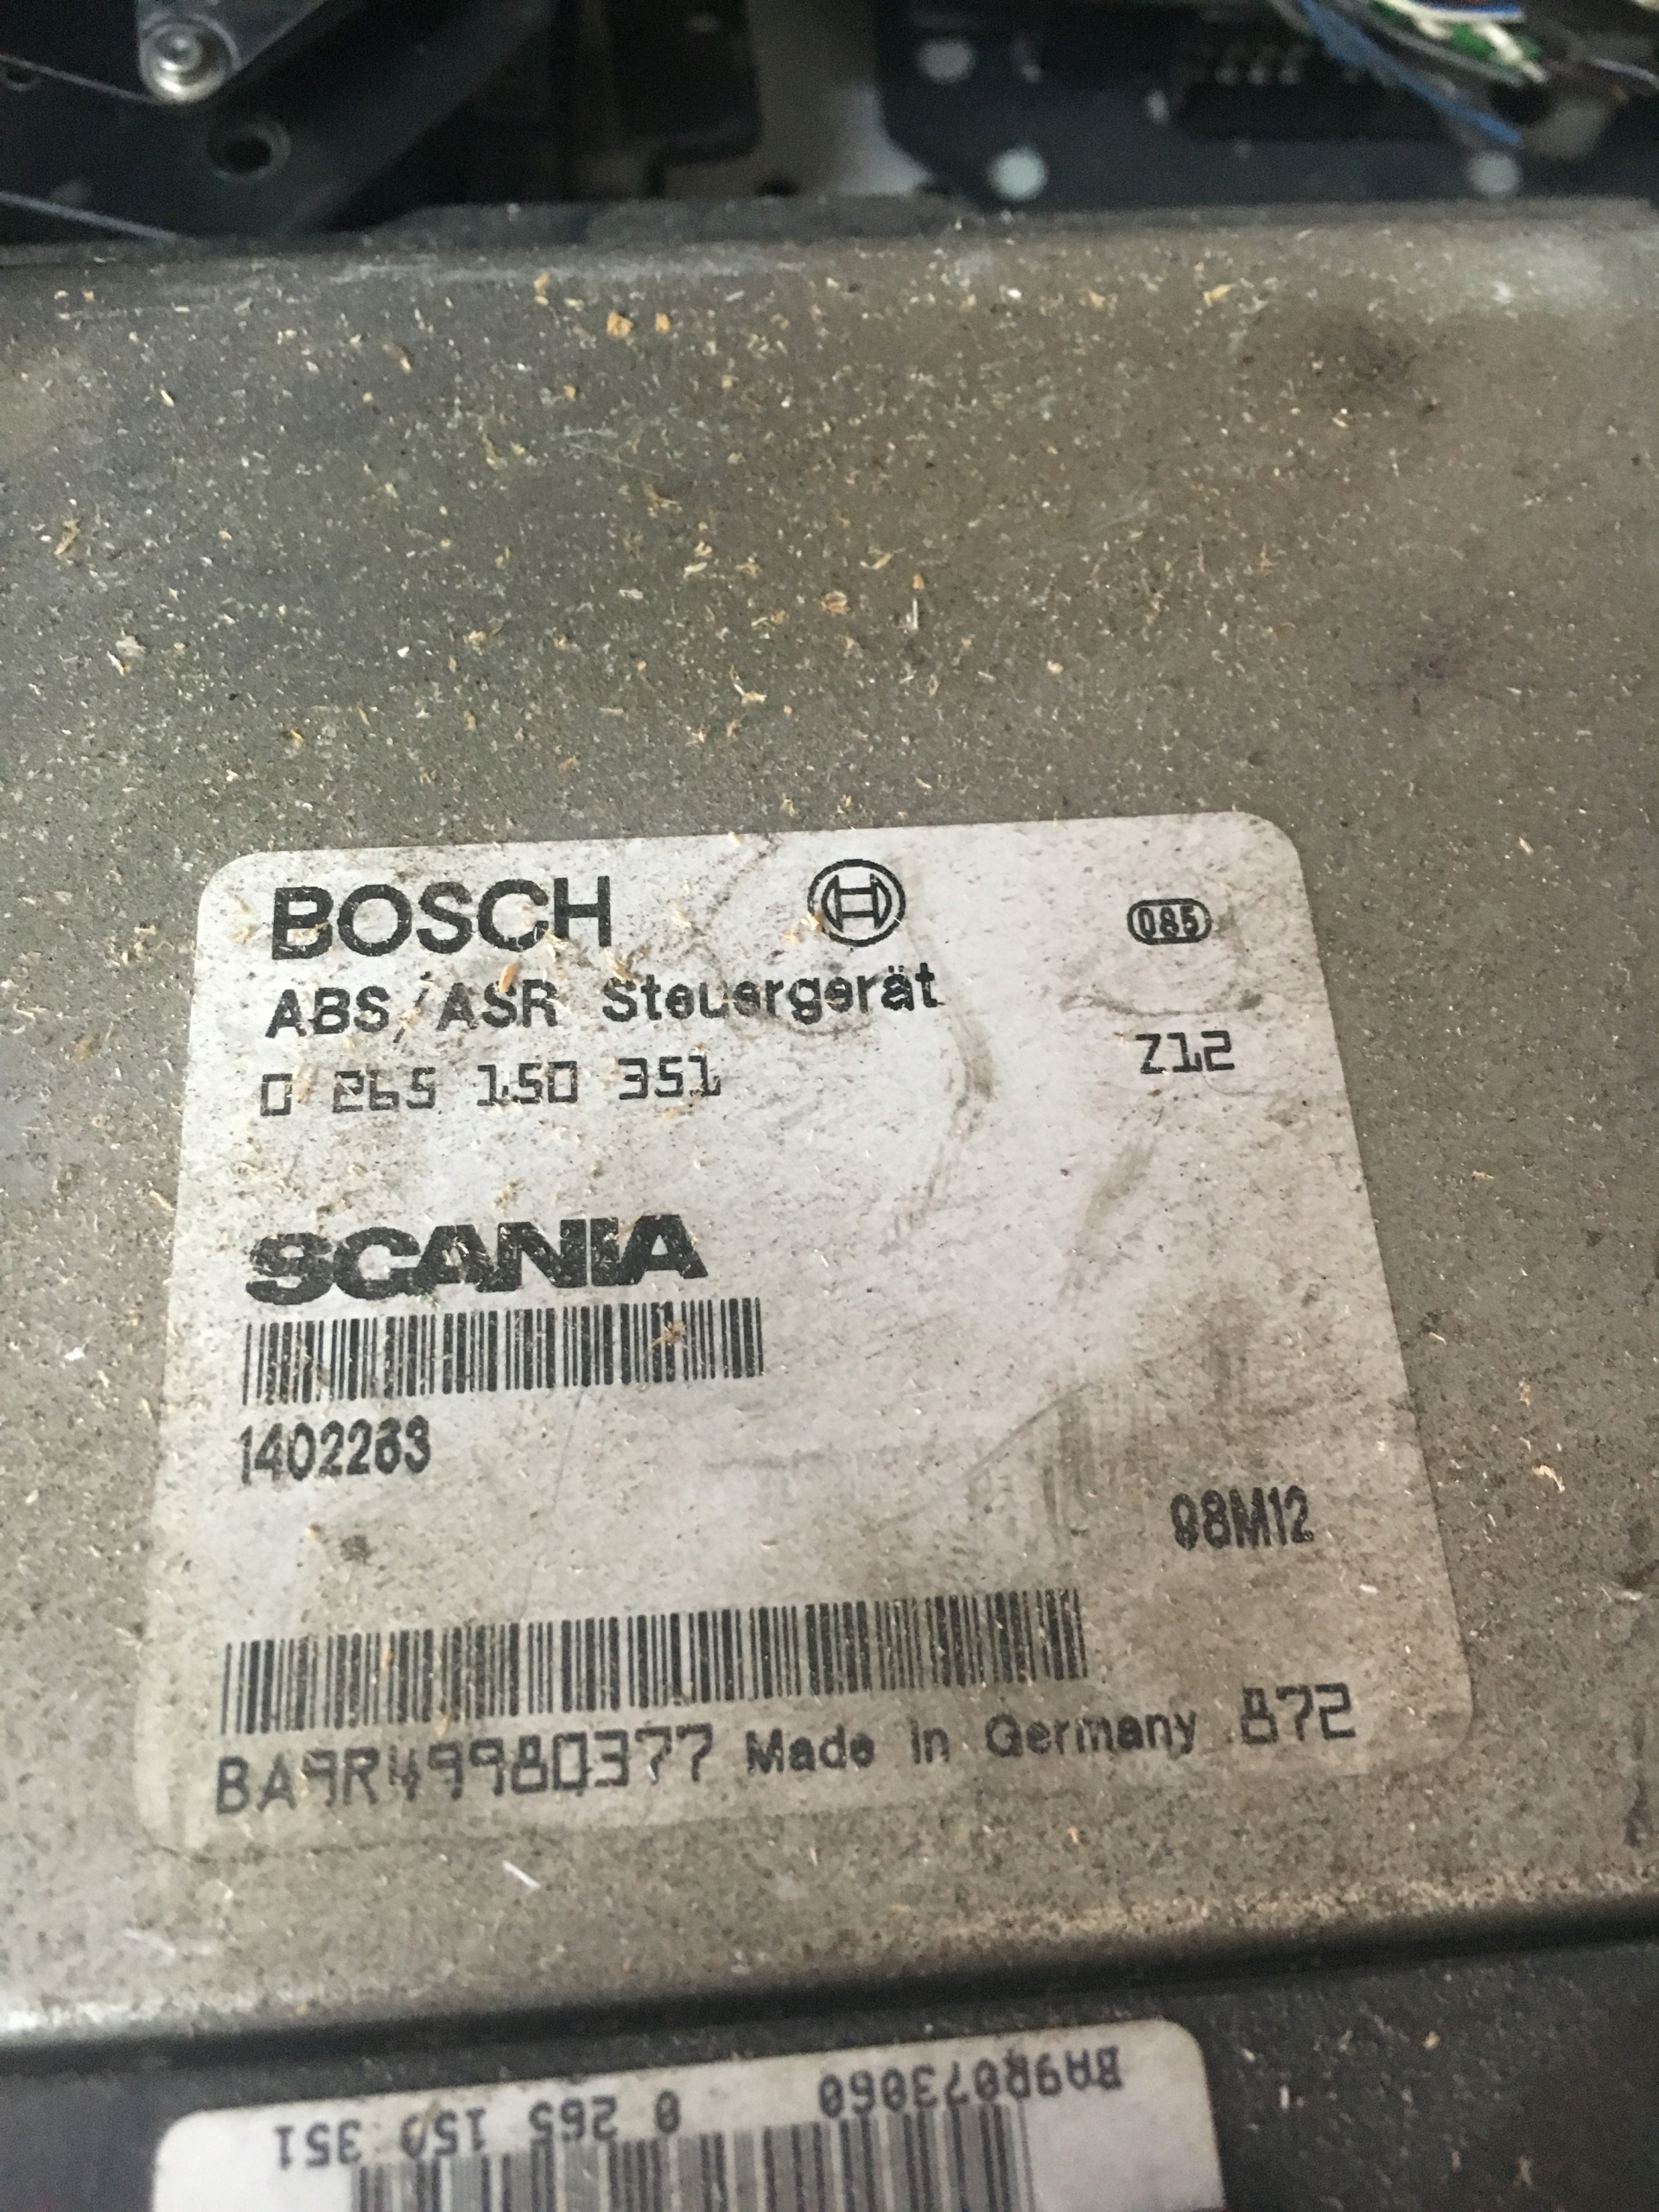 BOSCH
085
ABS/ASR Steuergerät
0 265 150 351
Z12
SCANIA
1402263
98M12
BA9R49980377 Made in Germany 872
0 265 150 351